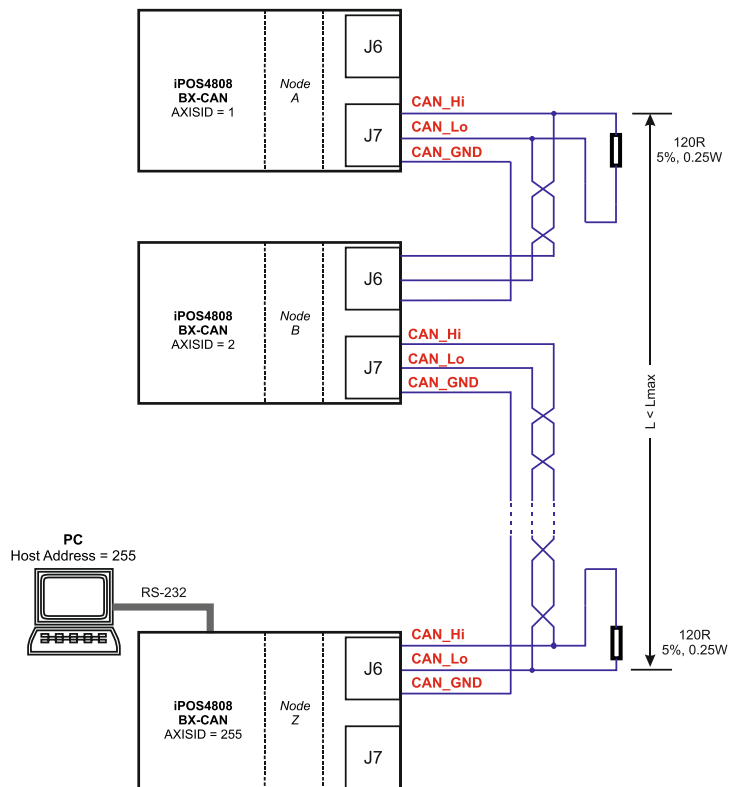 iPOS4808
BX-CAN
AXISID = 1
Node
A
J6
J7
CAN_Hi
CAN_Lo
CAN_GND
120R
5%, 0.25W
iPOS4808
BX-CAN
AXISID = 2
Node
B
J6
J7
CAN_Hi
CAN_Lo
CAN_GND
L < Lmax
PC
Host Address = 255
RS-232
iPOS4808
BX-CAN
AXISID = 255
Node
Z
J6
J7
CAN_Hi
CAN_Lo
CAN_GND
120R
5%, 0.25W